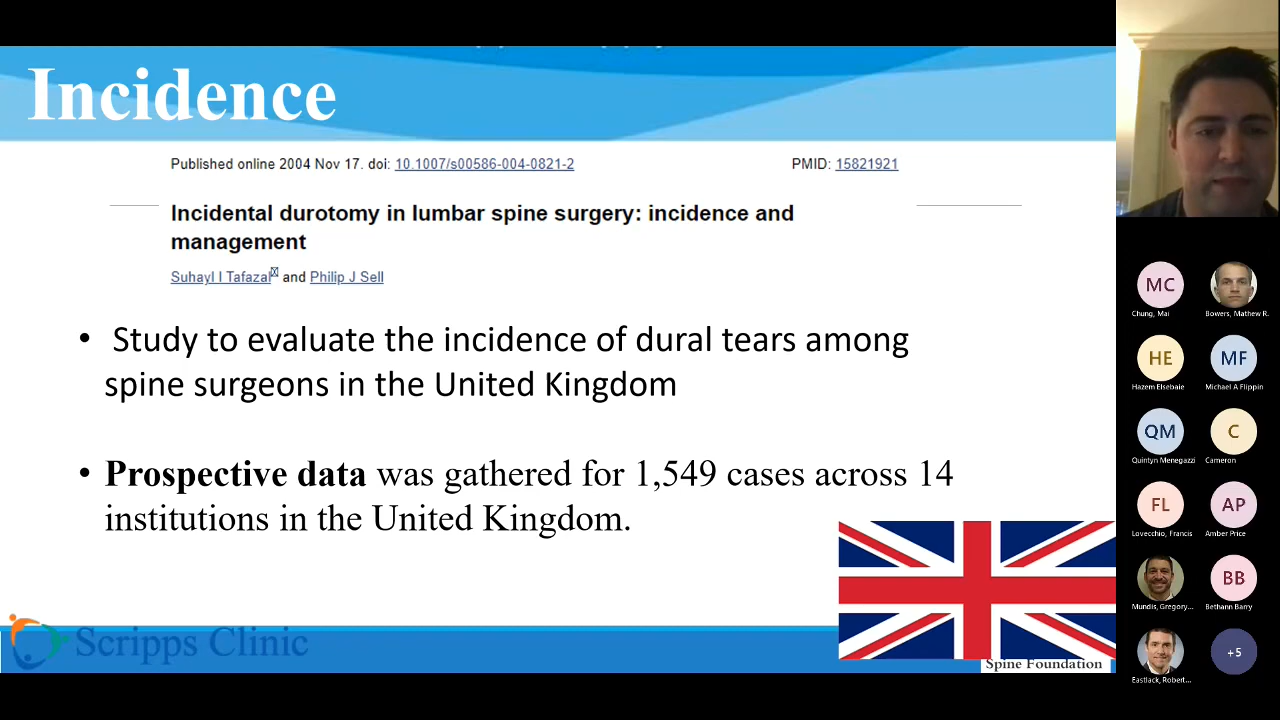 Incidence
Published online 2004 Nov 17. doi: 10.1007/s00586-004-0821-2
PMID: 15821921
Incidental durotomy in lumbar spine surgery: incidence and
management
Suhayl I Tafazal and Philip J Sell
• Study to evaluate the incidence of dural tears among
spine surgeons in the United Kingdom
• Prospective data was gathered for 1,549 cases across 14
institutions in the United Kingdom.
Scripps Clinic
Spine Foundation
MC
Chung, Mai
Bowers, Mathew R.
HE
Hazem Elsebaie
MF
Michael A Flippin
QM
Quintyn Menegazzi
C
Cameron
FL
Lovecchio, Francis
AP
Amber Price
Mundis, Gregory...
BB
Bethann Barry
Eastlack, Robert...
+5